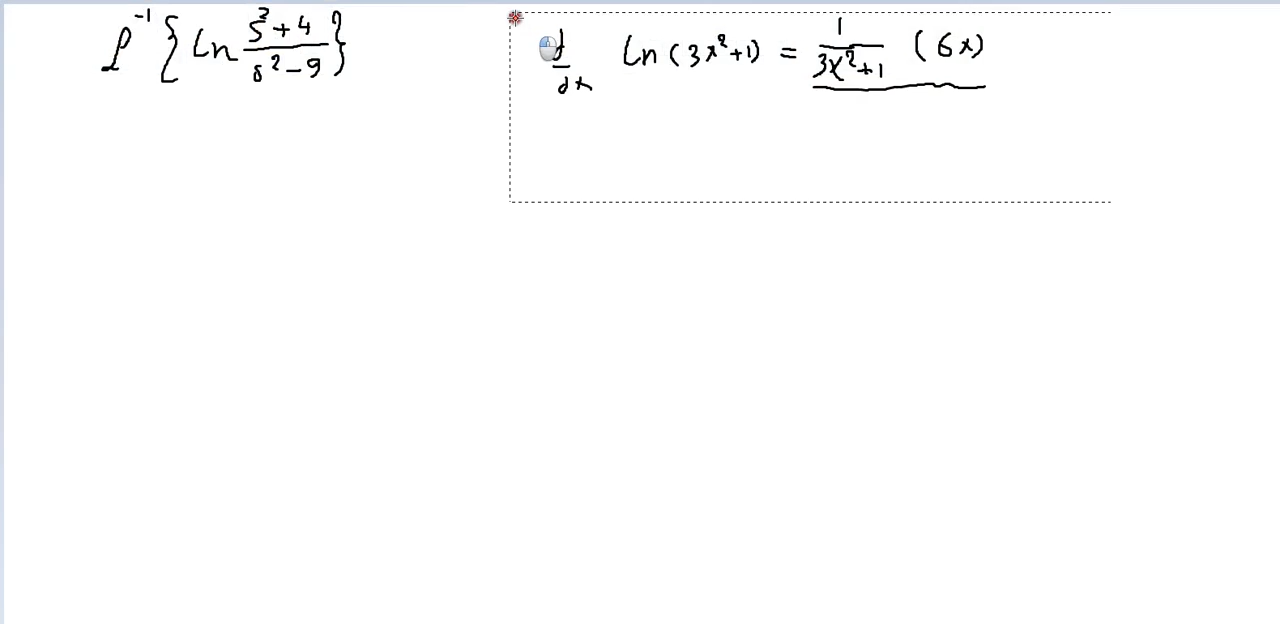 ℒ⁻¹ { Ln (s²+4)/(s²-9) }
d/dx Ln (3x²+1) = 1/(3x²+1) (6x)